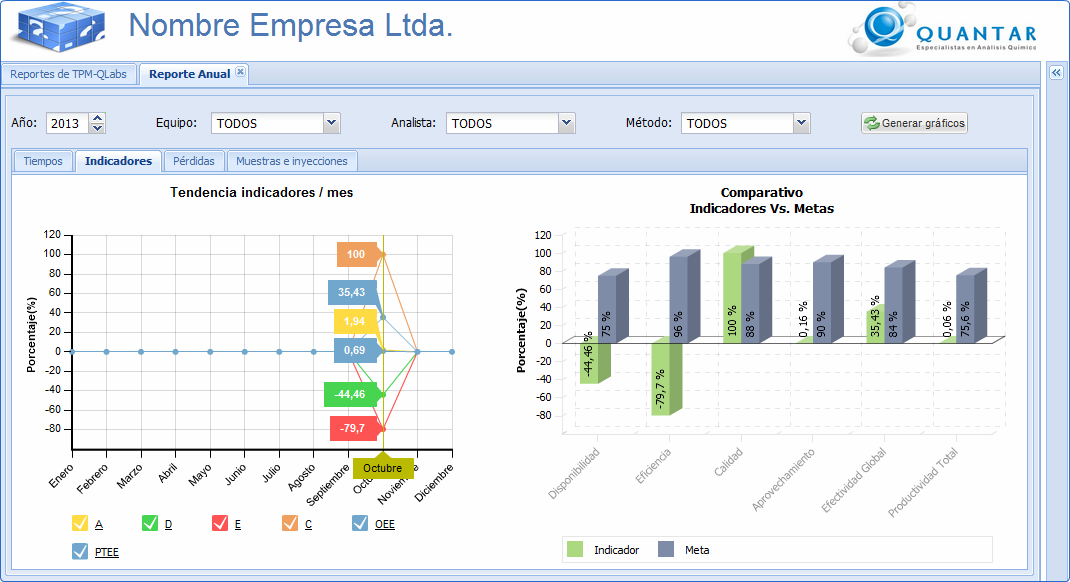 Nombre Empresa Ltda.
QUANTAR
Especialistas en Análisis Químico
Reportes de TPM-QLabs
Reporte Anual
Año: 2013 Equipo: TODOS Analista: TODOS Método: TODOS Generar gráficos
Tiempos Indicadores Pérdidas Muestras e inyecciones
Tendencia indicadores / mes
Porcentaje(%)
120
100
80
60
40
20
0
-20
-40
-60
-80
100
35,43
1,94
0,69
-44,46
-79,7
Octubre
Enero
Febrero
Marzo
Abril
Mayo
Junio
Julio
Agosto
Septiembre
Diciembre
A D E C OEE
PTEE
Comparativo
Indicadores Vs. Metas
Porcentaje(%)
120
100
80
60
40
20
0
-20
-40
-60
-80
-44,46 %
75 %
-79,7 %
96 %
100 %
88 %
0,16 %
90 %
35,43 %
84 %
0,06 %
75,6 %
Disponibilidad
Eficiencia
Calidad
Aprovechamiento
Efectividad Global
Productividad Total
Indicador Meta